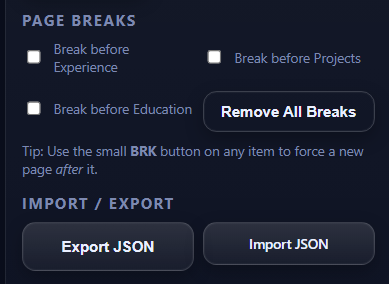 PAGE BREAKS
Break before
Experience
Break before Projects
Break before Education
Remove All Breaks
Tip: Use the small BRK button on any item to force a new
page after it.
IMPORT / EXPORT
Export JSON
Import JSON